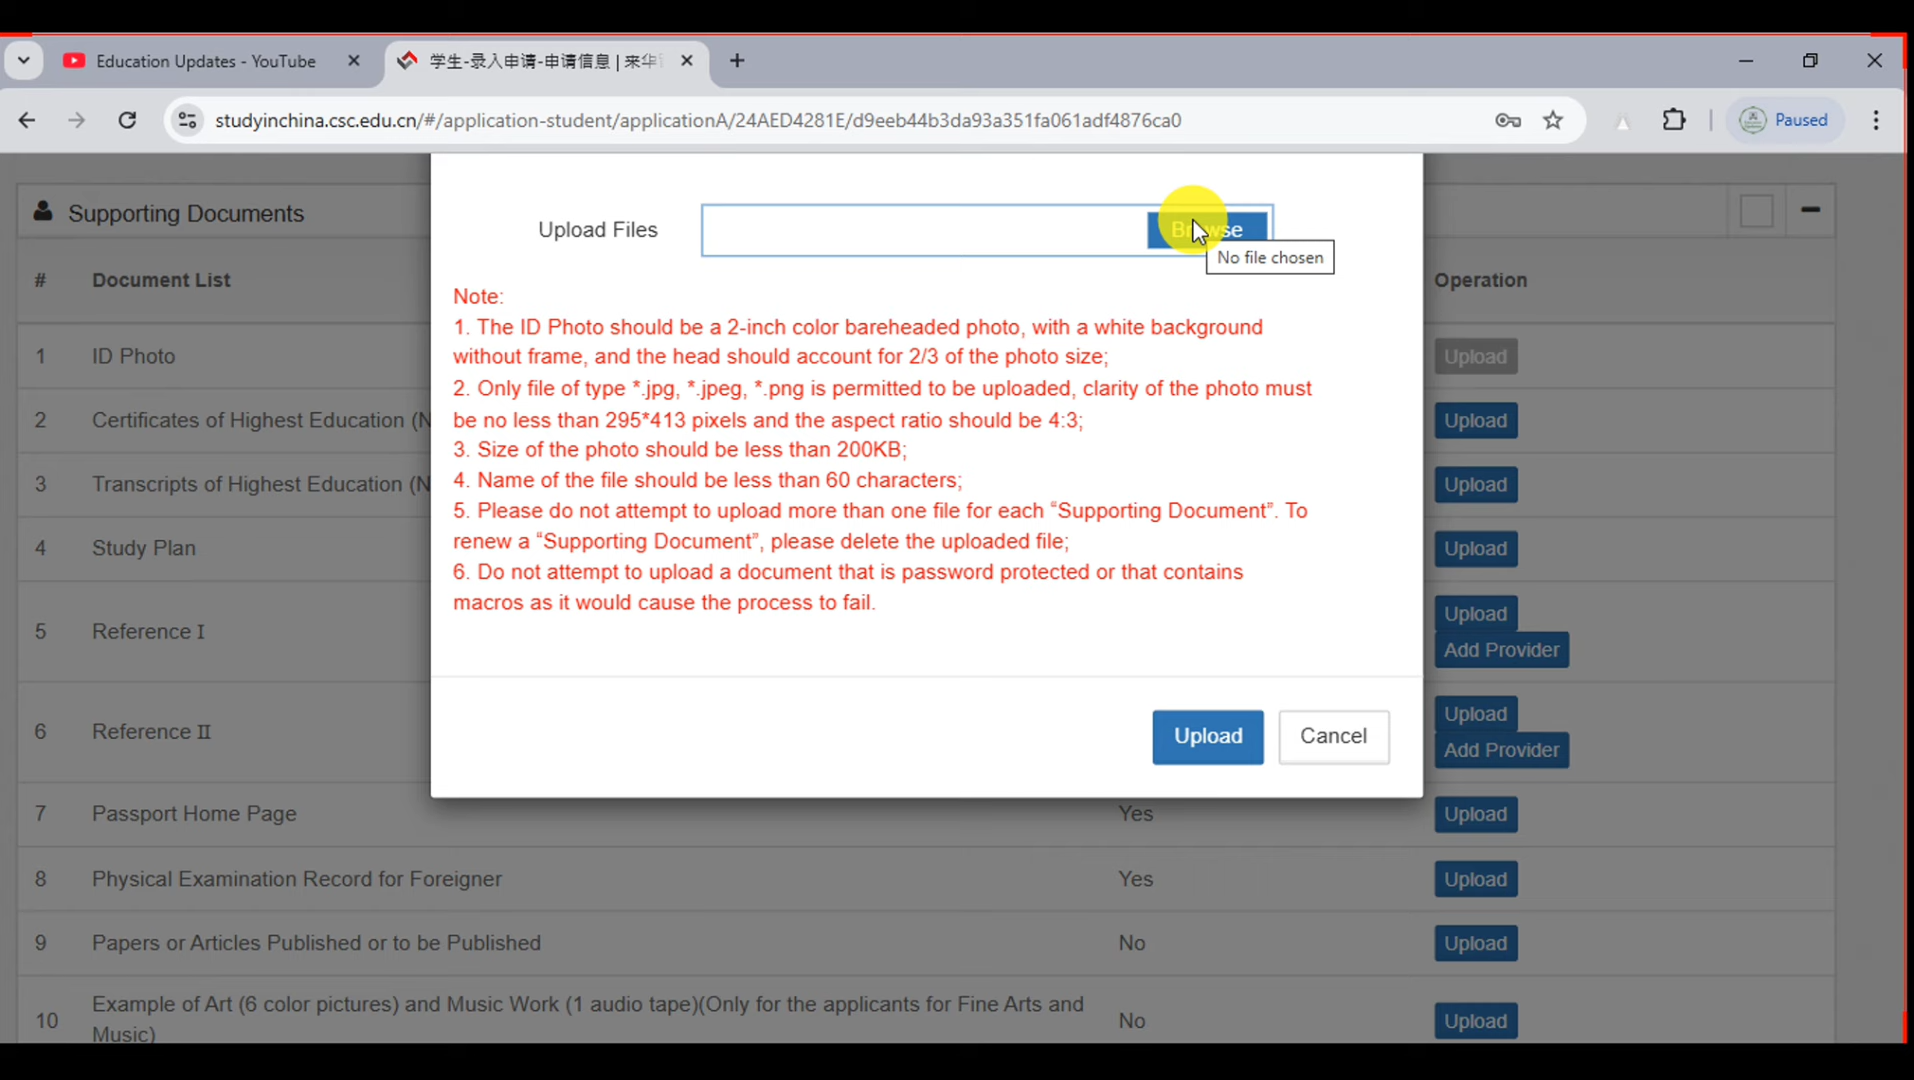 Education Updates - YouTube
学生-录入申请-申请信息 | 来华
studyinchina.csc.edu.cn/#/application-student/applicationA/24AED4281E/d9eeb44b3da93a351fa061adf4876ca0
Paused
Supporting Documents
Upload Files
Browse
No file chosen
# Document List Operation
Note:
1. The ID Photo should be a 2-inch color bareheaded photo, with a white background
without frame, and the head should account for 2/3 of the photo size;
2. Only file of type *.jpg, *.jpeg, *.png is permitted to be uploaded, clarity of the photo must
be no less than 295*413 pixels and the aspect ratio should be 4:3;
3. Size of the photo should be less than 200KB;
4. Name of the file should be less than 60 characters;
5. Please do not attempt to upload more than one file for each “Supporting Document”. To
renew a “Supporting Document”, please delete the uploaded file;
6. Do not attempt to upload a document that is password protected or that contains
macros as it would cause the process to fail.
Upload Cancel
1 ID Photo Upload
2 Certificates of Highest Education (N Upload
3 Transcripts of Highest Education (N Upload
4 Study Plan Upload
5 Reference I Upload
Add Provider
6 Reference II Upload
Add Provider
7 Passport Home Page Yes Upload
8 Physical Examination Record for Foreigner Yes Upload
9 Papers or Articles Published or to be Published No Upload
10 Example of Art (6 color pictures) and Music Work (1 audio tape)(Only for the applicants for Fine Arts and
Music) No Upload